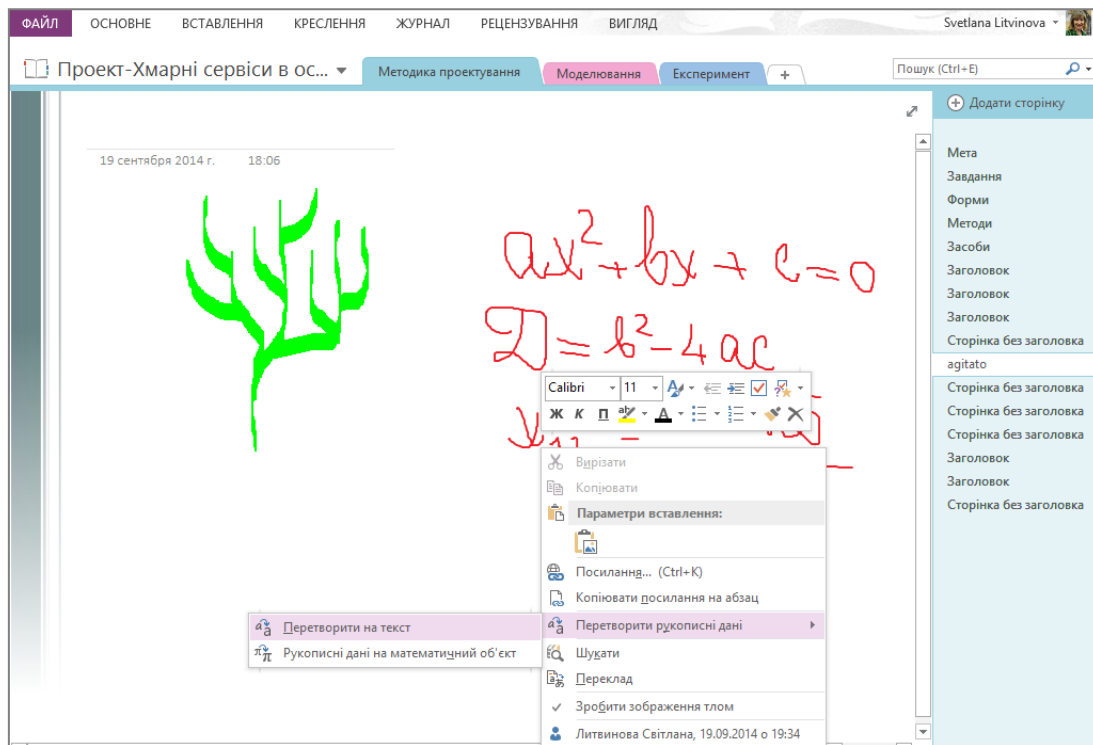 ФАЙЛ ОСНОВНЕ ВСТАВЛЕННЯ КРЕСЛЕННЯ ЖУРНАЛ РЕЦЕНЗУВАННЯ ВИГЛЯД Svetlana Litvinova
Проект-Хмарні сервіси в ос... Методика проектування Моделювання Експеримент + Пошук (Ctrl+E)
Додати сторінку
19 сентября 2014 г. 18:06
Мета
Завдання
Форми
Методи
Засоби
Заголовок
Заголовок
Заголовок
Сторінка без заголовка
agitato
Сторінка без заголовка
Сторінка без заголовка
Сторінка без заголовка
Заголовок
Заголовок
Сторінка без заголовка
ax²+bx+c=0
D=b²-4ac
Calibri 11
Ж К П
Вирізати
Копіювати
Параметри вставлення:
Посилання... (Ctrl+K)
Копіювати посилання на абзац
Перетворити рукописні дані
Перетворити на текст
Рукописні дані на математичний об'єкт
Шукати
Переклад
Зробити зображення тлом
Литвинова Світлана, 19.09.2014 о 19:34